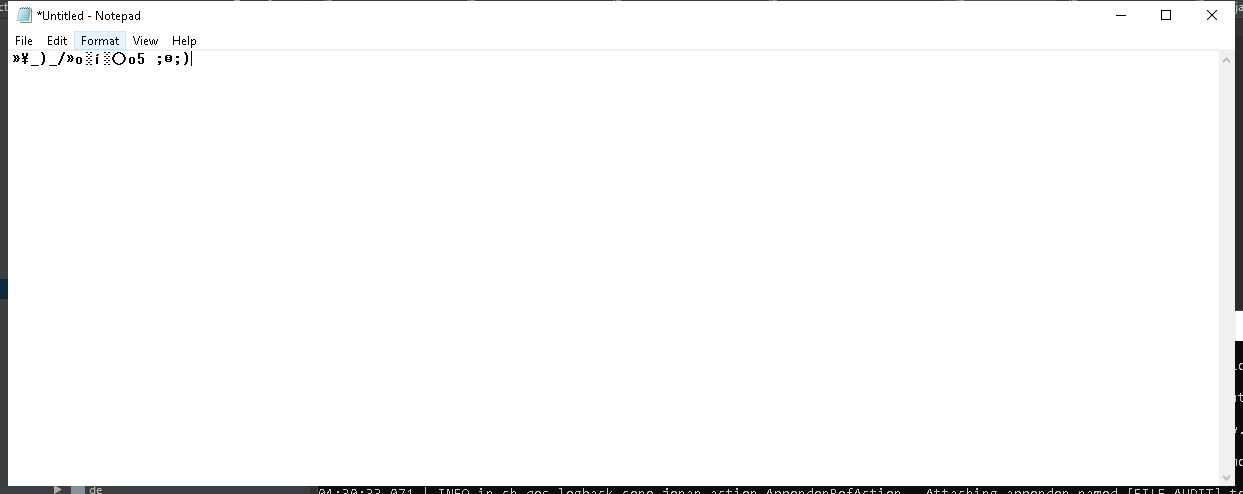 *Untitled - Notepad
File Edit Format View Help
»¥_)_/»o░í░○o5 ;ө;)
de
04:30:33,071 | INFO in ch.qos.logback.core.joran.action.AppenderRefAction - Attaching appender named [FILE_AUDIT] t